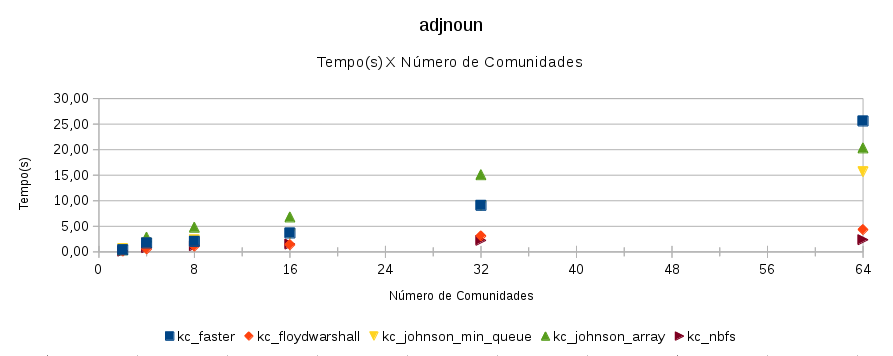 adjnoun
Tempo(s) X Número de Comunidades
30,00
25,00
20,00
15,00
10,00
5,00
0,00
Tempo(s)
0 8 16 24 32 40 48 56 64
Número de Comunidades
kc_faster kc_floydwarshall kc_johnson_min_queue kc_johnson_array kc_nbfs